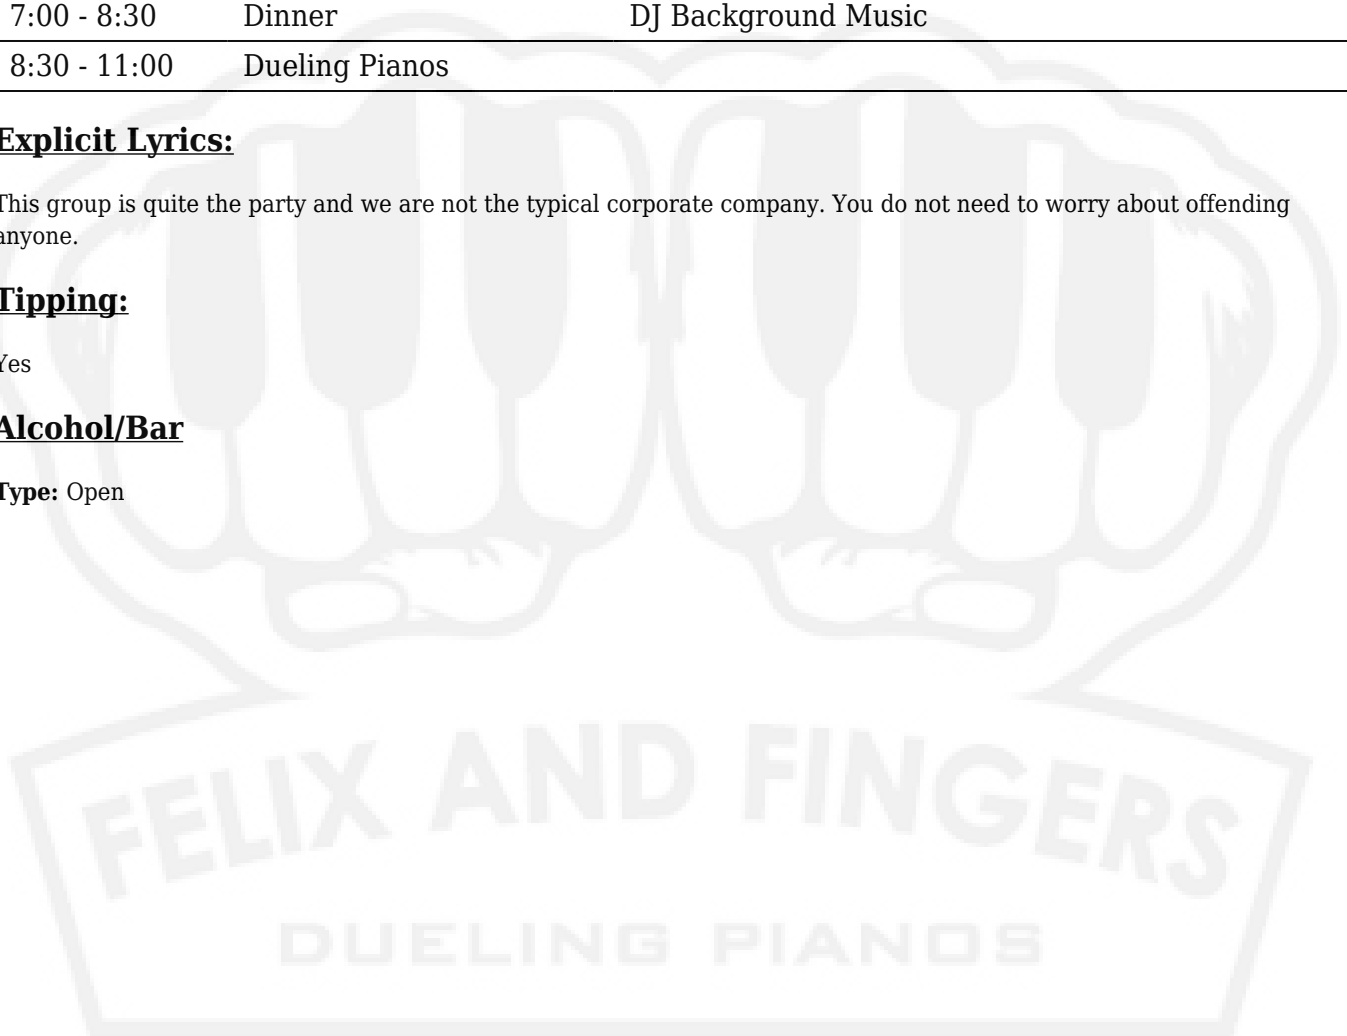 7:00 - 8:30 Dinner DJ Background Music
8:30 - 11:00 Dueling Pianos
Explicit Lyrics:
This group is quite the party and we are not the typical corporate company. You do not need to worry about offending
anyone.
Tipping:
Yes
Alcohol/Bar
Type: Open
FELIX AND FINGERS
DUELING PIANOS